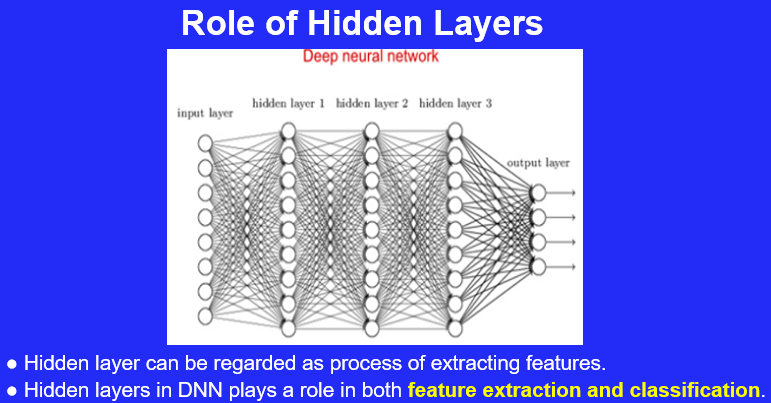 Role of Hidden Layers
Deep neural network
hidden layer 1 hidden layer 2 hidden layer 3
input layer
output layer
● Hidden layer can be regarded as process of extracting features.
● Hidden layers in DNN plays a role in both feature extraction and classification.